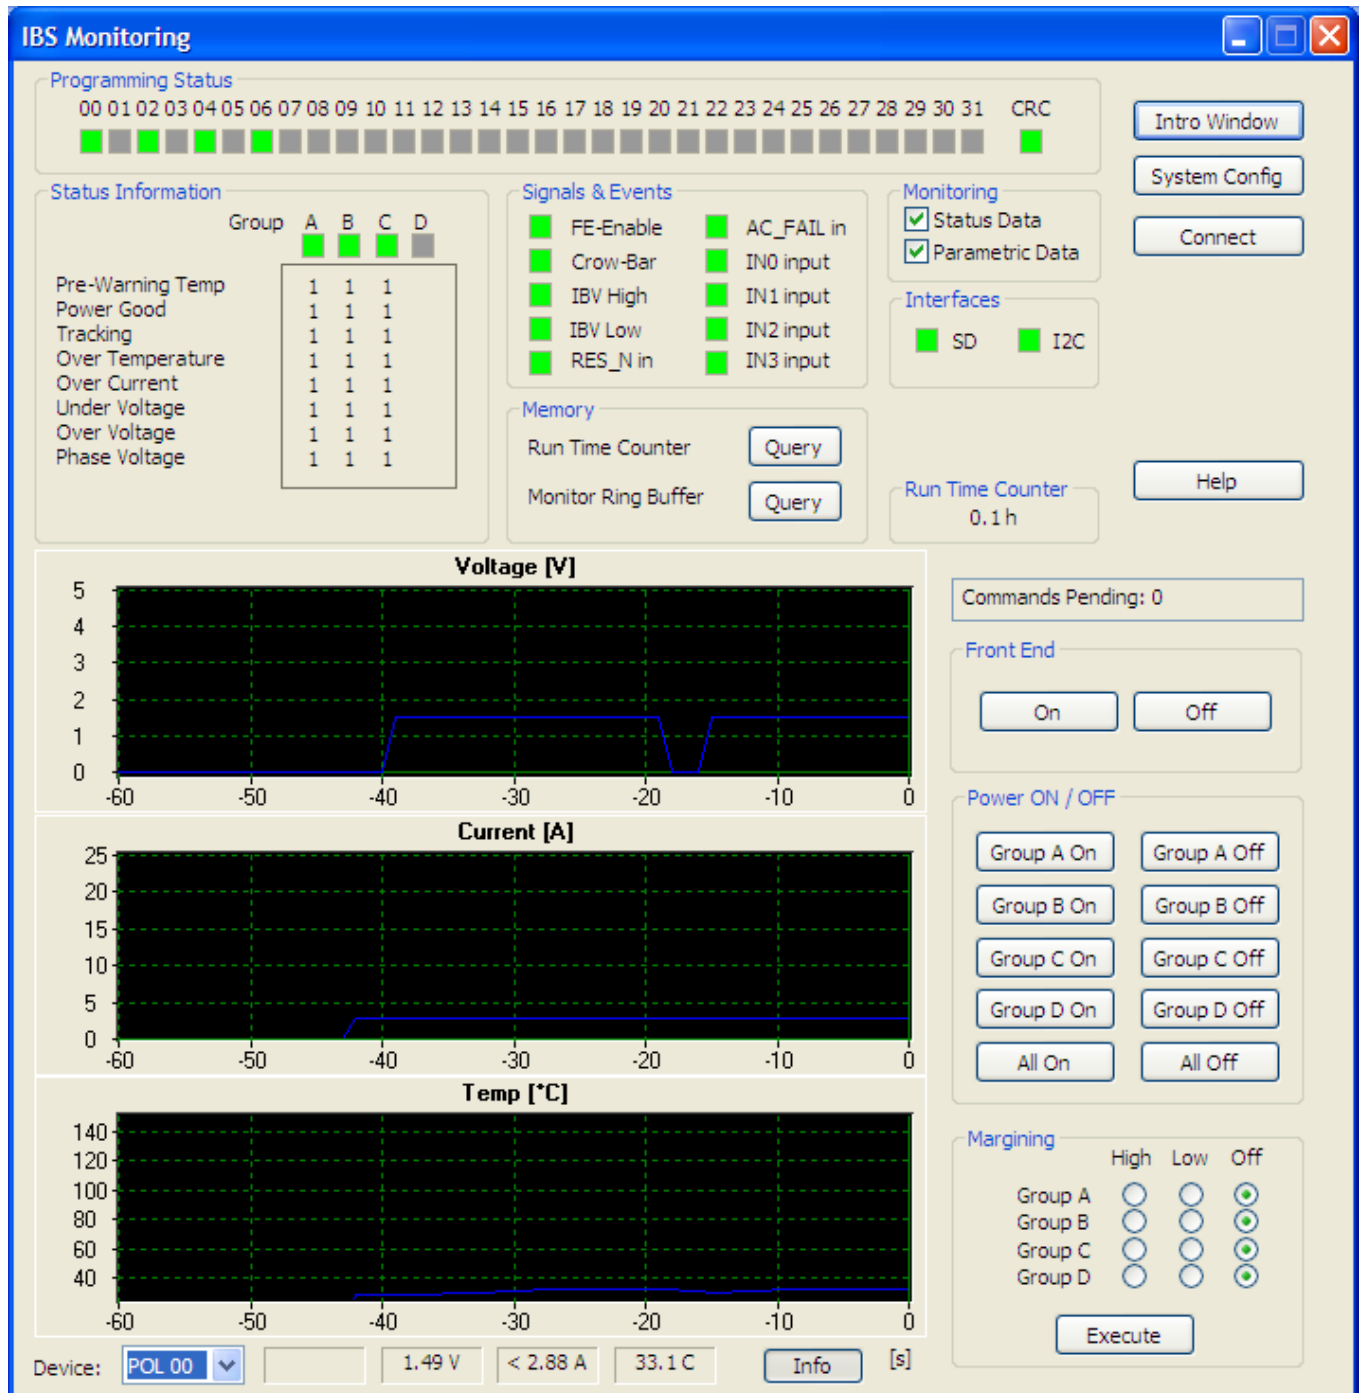 IBS Monitoring
Programming Status
00 01 02 03 04 05 06 07 08 09 10 11 12 13 14 15 16 17 18 19 20 21 22 23 24 25 26 27 28 29 30 31 CRC
Intro Window
System Config
Connect
Status Information
Group A B C D
Pre-Warning Temp 1 1 1
Power Good 1 1 1
Tracking 1 1 1
Over Temperature 1 1 1
Over Current 1 1 1
Under Voltage 1 1 1
Over Voltage 1 1 1
Phase Voltage 1 1 1
Signals & Events
FE-Enable AC_FAIL in
Crow-Bar IN0 input
IBV High IN1 input
IBV Low IN2 input
RES_N in IN3 input
Monitoring
Status Data
Parametric Data
Interfaces
SD I2C
Memory
Run Time Counter Query
Monitor Ring Buffer Query
Run Time Counter
0.1 h
Help
Voltage [V]
5
4
3
2
1
0
-60 -50 -40 -30 -20 -10 0
Current [A]
25
20
15
10
5
0
-60 -50 -40 -30 -20 -10 0
Temp [°C]
140
120
100
80
60
40
-60 -50 -40 -30 -20 -10 0
Device: POL 00 1.49 V < 2.88 A 33.1 C Info [s]
Commands Pending: 0
Front End
On Off
Power ON / OFF
Group A On Group A Off
Group B On Group B Off
Group C On Group C Off
Group D On Group D Off
All On All Off
Margining
High Low Off
Group A
Group B
Group C
Group D
Execute